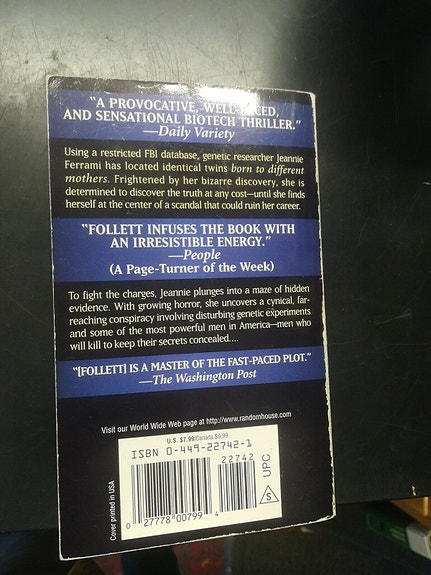 "A PROVOCATIVE, WELL-PACED,
AND SENSATIONAL BIOTECH THRILLER."
—Daily Variety
Using a restricted FBI database, genetic researcher Jeannie
Ferrami has located identical twins born to different
mothers. Frightened by her bizarre discovery, she is
determined to discover the truth at any cost—until she finds
herself at the center of a scandal that could ruin her career.
"FOLLETT INFUSES THE BOOK WITH
AN IRRESISTIBLE ENERGY."
—People
(A Page-Turner of the Week)
To fight the charges, Jeannie plunges into a maze of hidden
evidence. With growing horror, she uncovers a cynical, far-
reaching conspiracy involving disturbing genetic experiments
and some of the most powerful men in America—men who
will kill to keep their secrets concealed....
"[FOLLETT] IS A MASTER OF THE FAST-PACED PLOT."
—The Washington Post
Visit our World Wide Web page at http://www.randomhouse.com
U.S. $7.99/Canada $9.99
ISBN 0-449-22742-1
22742
UPC
S
0 27778 00799 4
Cover printed in USA